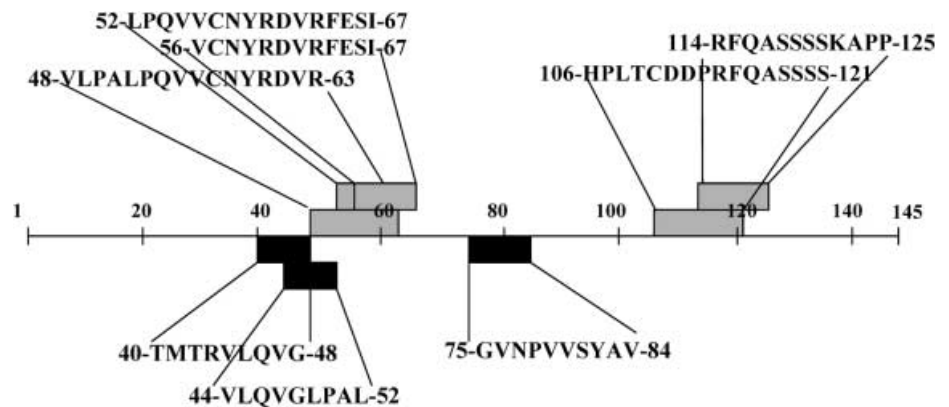 52-LPQVVCNYRDVRFESI-67
56-VCNYRDVRFESI-67
48-VLPALPQVVCNYRDVR-63
114-RFQASSSSKAPP-125
106-HPLTCDDPRFQASSSS-121
1 20 40 60 80 100 120 140 145
40-TMTRVLQVG-48
75-GVNPVVSYAV-84
44-VLQVGLPAL-52